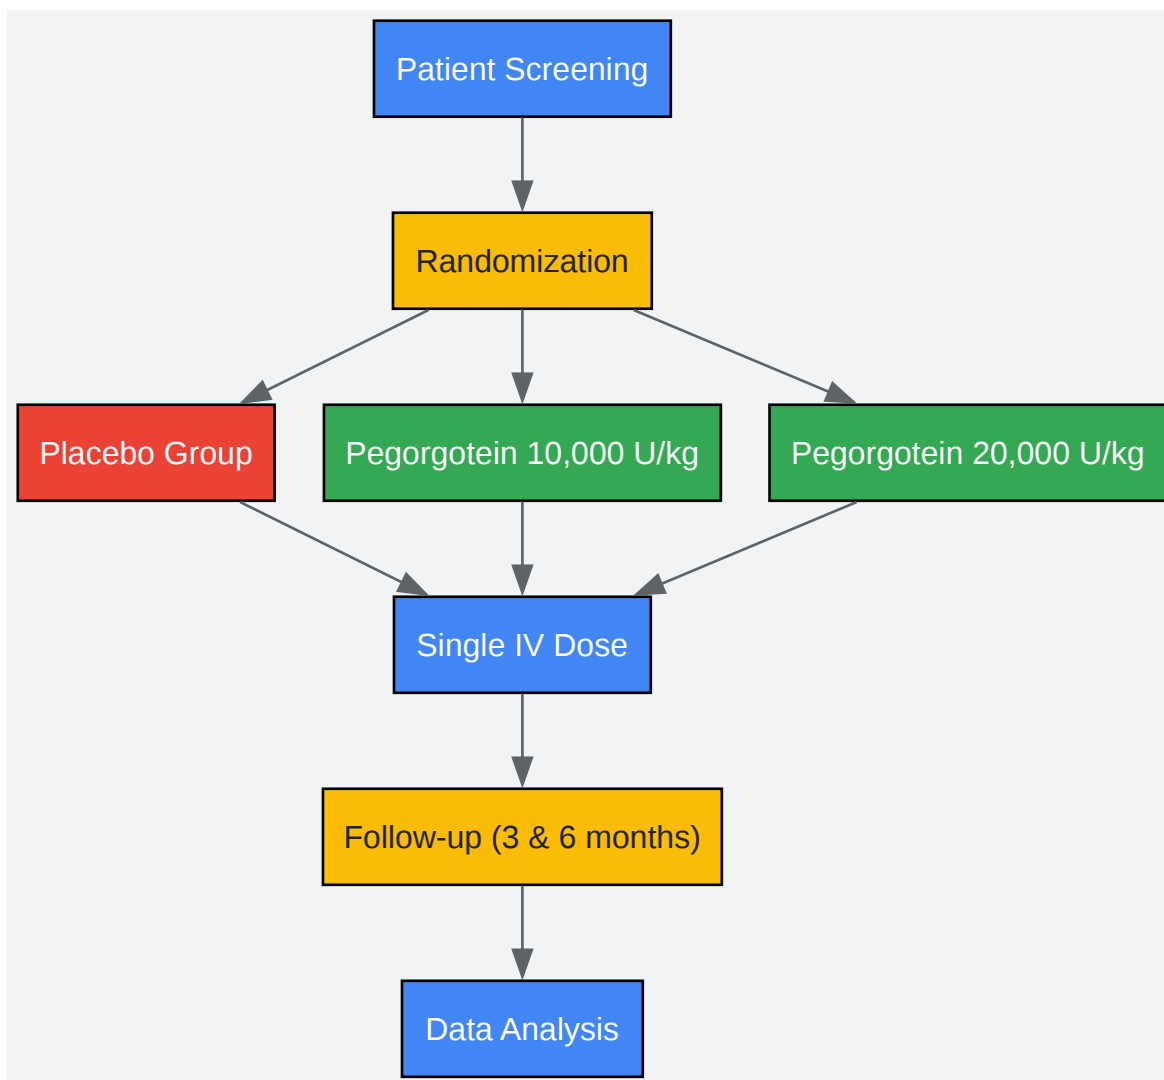 Patient Screening
Randomization
Placebo Group
Pegorgotein 10,000 U/kg
Pegorgotein 20,000 U/kg
Single IV Dose
Follow-up (3 & 6 months)
Data Analysis